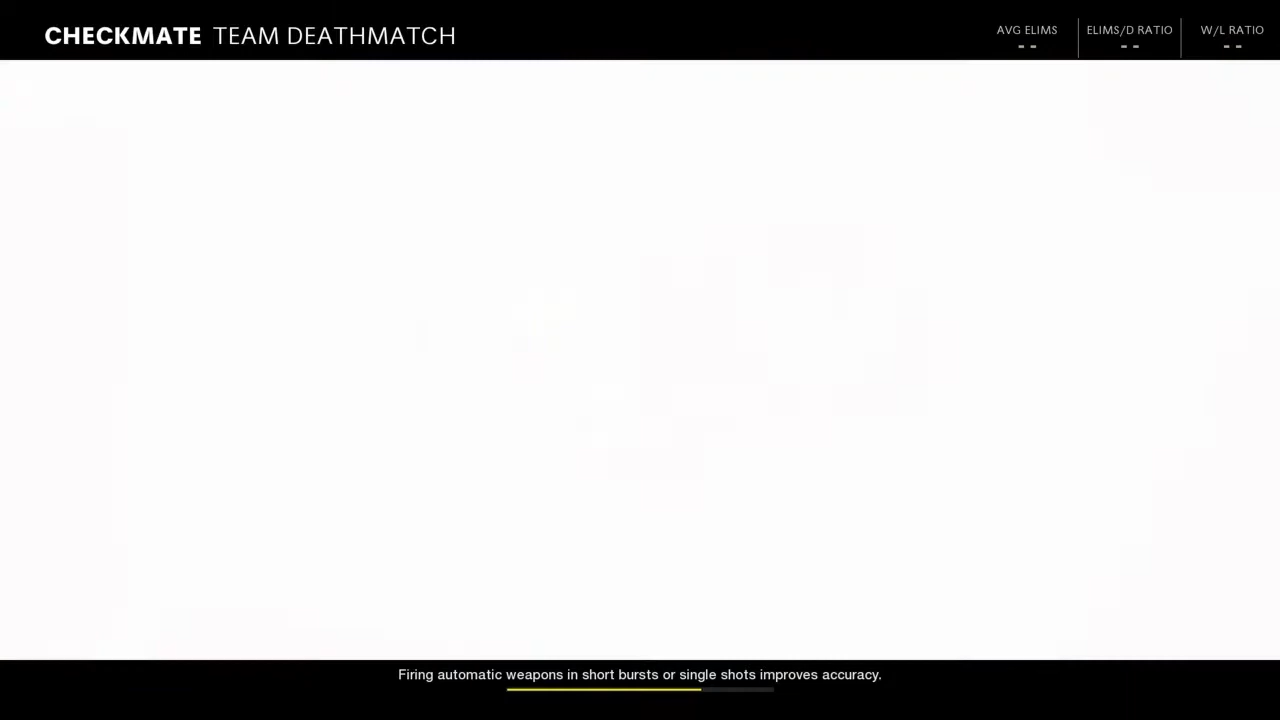 CHECKMATE TEAM DEATHMATCH
AVG ELIMS
--
ELIMS/D RATIO
--
W/L RATIO
--
Firing automatic weapons in short bursts or single shots improves accuracy.